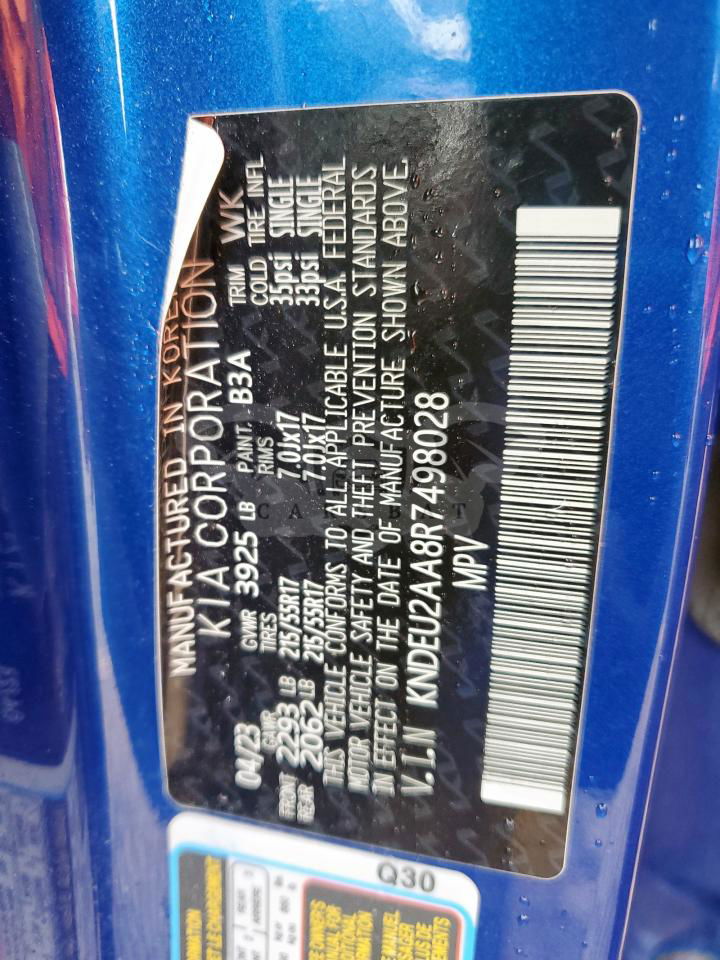 MANUFACTURED IN KORE
KIA CORPORATION
04/23 GVWR 3925 LB PANT. B3A TRIM WK
GAWR TIRES RIMS COLD TIRE INFL
FRONT 2293 LB 215/55R17 7.0Jx17 35psi SINGLE
REAR 2062 LB 215/55R17 7.0Jx17 33psi SINGLE
THIS VEHICLE CONFORMS TO ALL APPLICABLE U.S.A. FEDERAL
MOTOR VEHICLE SAFETY AND THEFT PREVENTION STANDARDS
IN EFFECT ON THE DATE OF MANUFACTURE SHOWN ABOVE.
V.I.N KNDEU2AA8R7498028
MPV
Q30